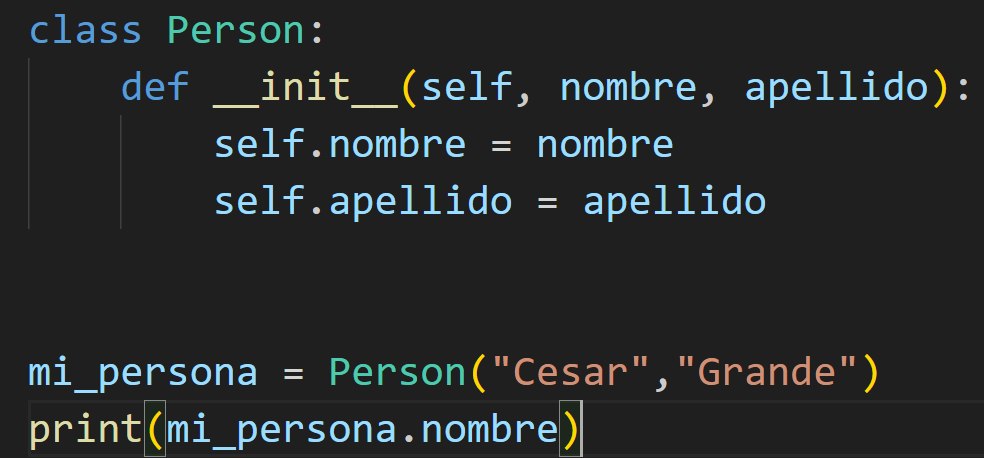 class Person:
    def __init__(self, nombre, apellido):
        self.nombre = nombre
        self.apellido = apellido
mi_persona = Person("Cesar","Grande")
print(mi_persona.nombre)